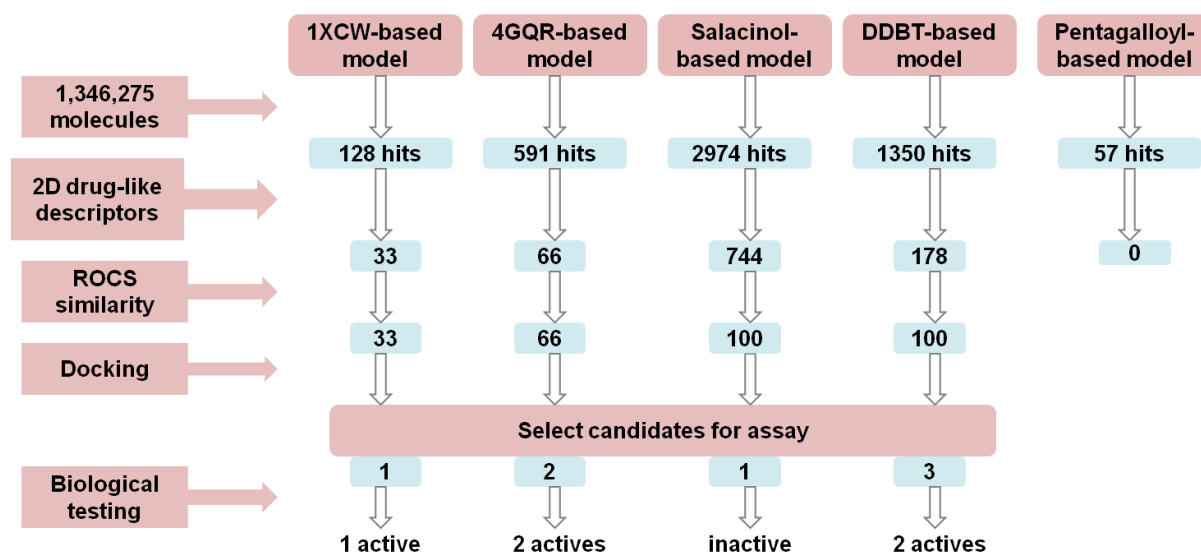 1XCW-based
model
4GQR-based
model
Salacinol-
based model
DDBT-based
model
Pentagalloyl-
based model
1,346,275
molecules
128 hits
591 hits
2974 hits
1350 hits
57 hits
2D drug-like
descriptors
33
66
744
178
0
ROCS
similarity
33
66
100
100
Docking
Select candidates for assay
1
2
1
3
Biological
testing
1 active
2 actives
inactive
2 actives